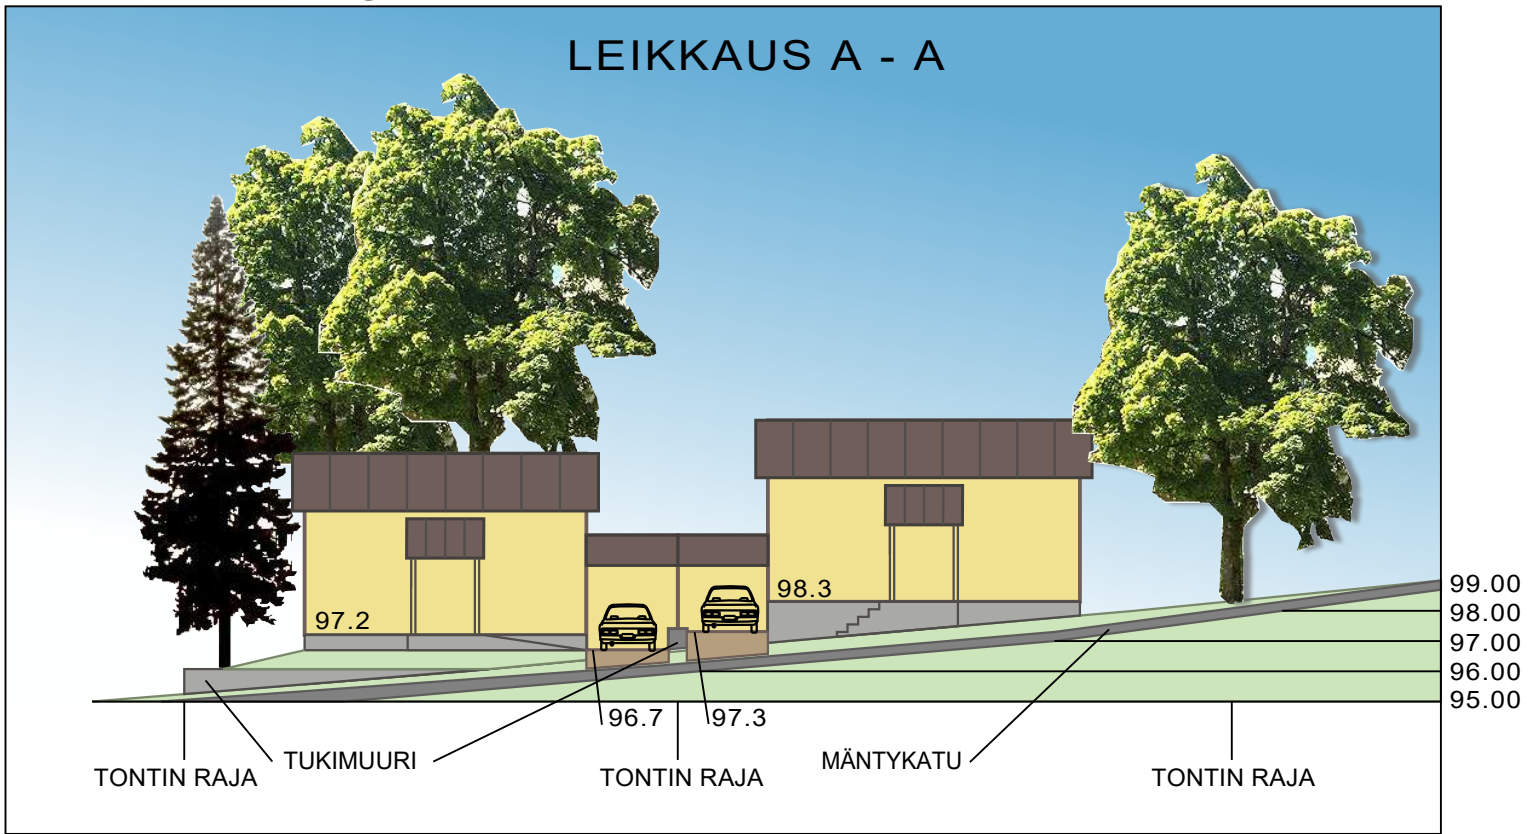 LEIKKAUS A - A
97.2
98.3
99.00
98.00
97.00
96.00
95.00
96.7
97.3
TUKIMUURI
MÄNTYKATU
TONTIN RAJA
TONTIN RAJA
TONTIN RAJA